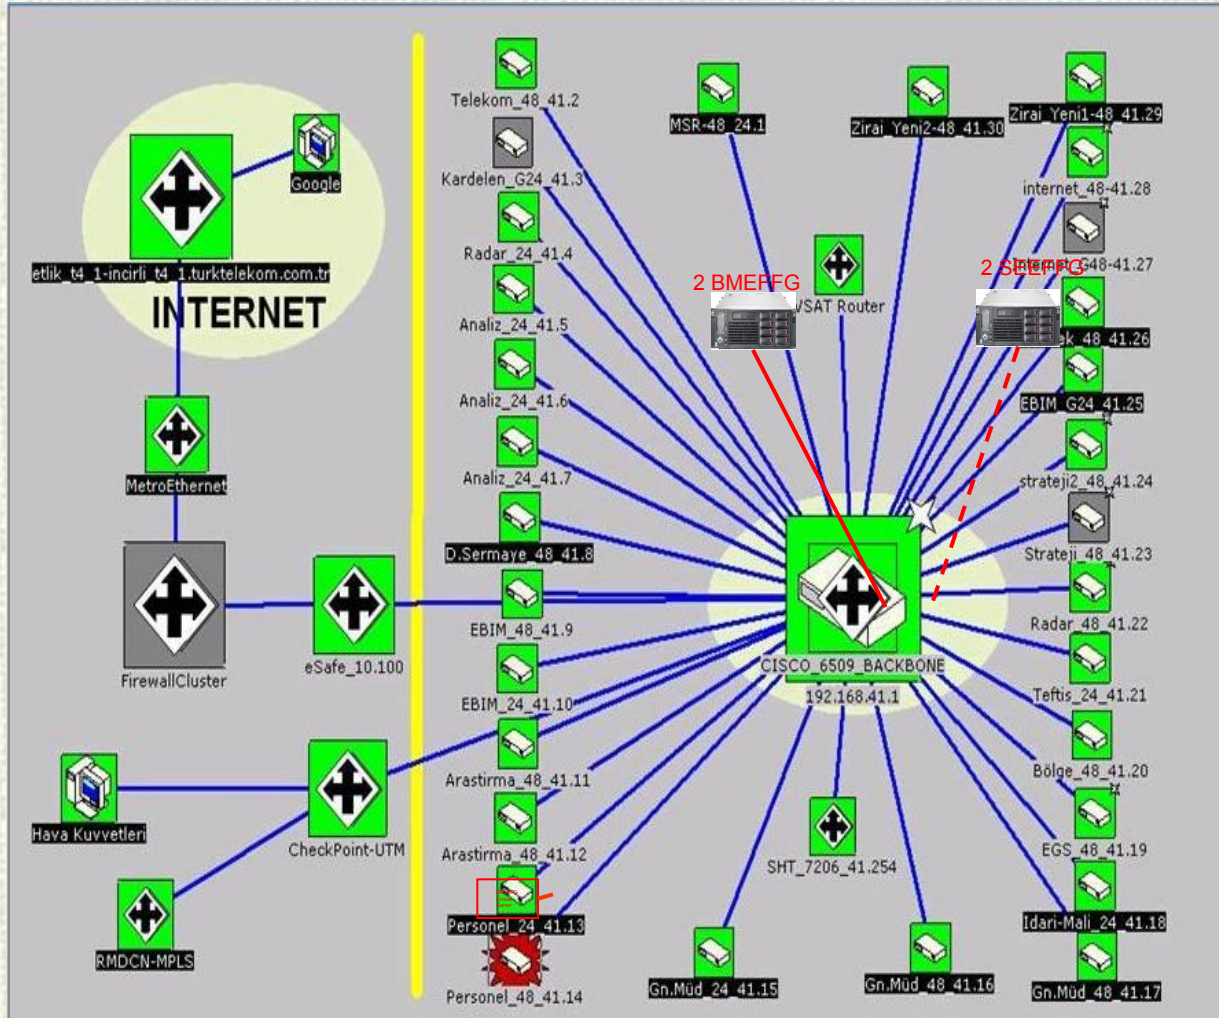 Google
etlik_t4_1-incirli_t4_1.turktelekom.com.tr
INTERNET
MetroEthernet
FirewallCluster
eSafe_10.100
Hava Kuvvetleri
CheckPoint-UTM
RMDCN-MPLS
Telekom_48_41.2
Kardelen_G24_41.3
Radar_24_41.4
Analiz_24_41.5
Analiz_24_41.6
Analiz_24_41.7
D.Sermaye_48_41.8
EBIM_48_41.9
EBIM_24_41.10
Arastirma_48_41.11
Arastirma_48_41.12
Personel_24_41.13
Personel_48_41.14
MSR-48_24.1
Zirai_Yeni2-48_41.30
2 BMEFFG
VSAT Router
CISCO_6509_BACKBONE
192.168.41.1
SHT_7206_41.254
Gn.Müd_24_41.15
Gn.Müd_48_41.16
Zirai_Yeni1-48_41.29
internet_48-41.28
Internet_G48-41.27
2 SEEFFG
48_41.26
EBIM_G24_41.25
strateji2_48_41.24
Strateji_48_41.23
Radar_48_41.22
Teftis_24_41.21
Bölge_48_41.20
EGS_48_41.19
Idari-Mali_24_41.18
Gn.Müd_48_41.17